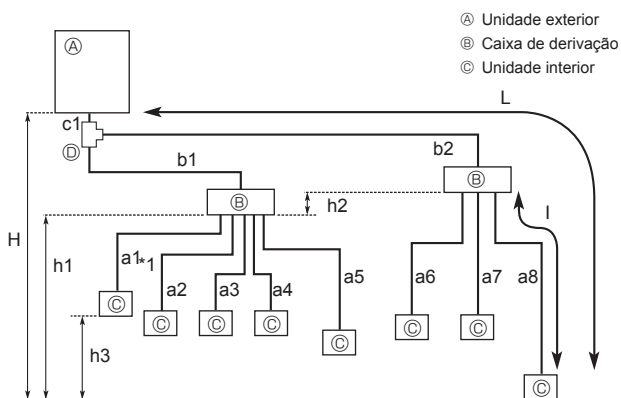 Ⓐ Unidade exterior
Ⓑ Caixa de derivação
Ⓒ Unidade interior
Ⓐ
L
c1
Ⓓ
b1
b2
Ⓑ
Ⓑ
h2
H
h1
l
a1*1
a2
a3
a4
a5
a6
a7
a8
Ⓒ
Ⓒ
Ⓒ
Ⓒ
Ⓒ
Ⓒ
Ⓒ
h3
Ⓒ